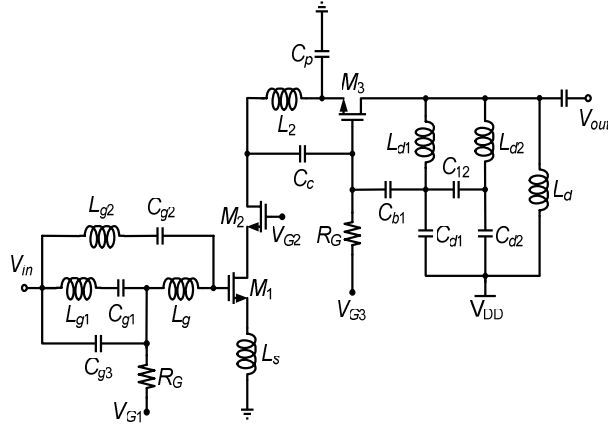 C_p
M_3
L_2
V_out
L_d1
L_d2
C_c
C_12
L_d
L_g2
C_g2
C_b1
M_2
V_G2
R_G
C_d1
C_d2
V_in
L_g1
C_g1
L_g
M_1
V_G3
V_DD
C_g3
R_G
L_s
V_G1